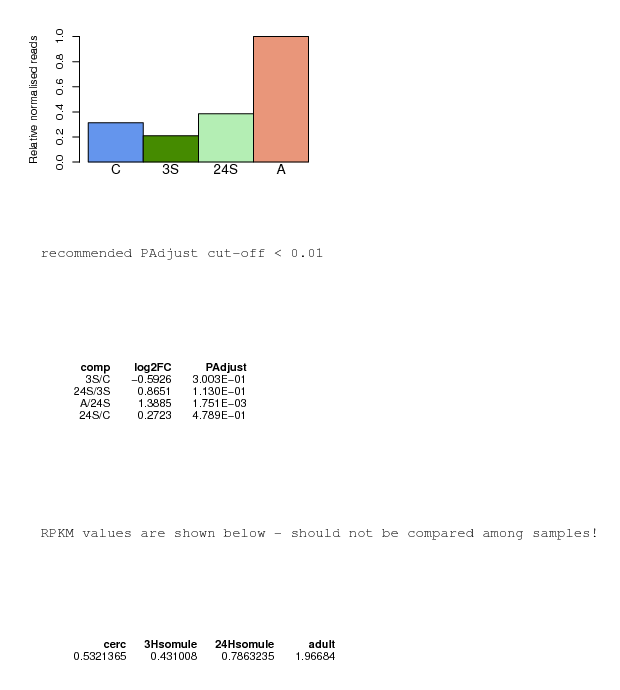 Relative normalised reads
1.0
0.8
0.6
0.4
0.2
0.0
C 3S 24S A
recommended PAdjust cut-off < 0.01
comp log2FC PAdjust
3S/C −0.5926 3.003E−01
24S/3S 0.8651 1.130E−01
A/24S 1.3885 1.751E−03
24S/C 0.2723 4.789E−01
RPKM values are shown below - should not be compared among samples!
cerc 3Hsomule 24Hsomule adult
0.5321365 0.431008 0.7863235 1.96684